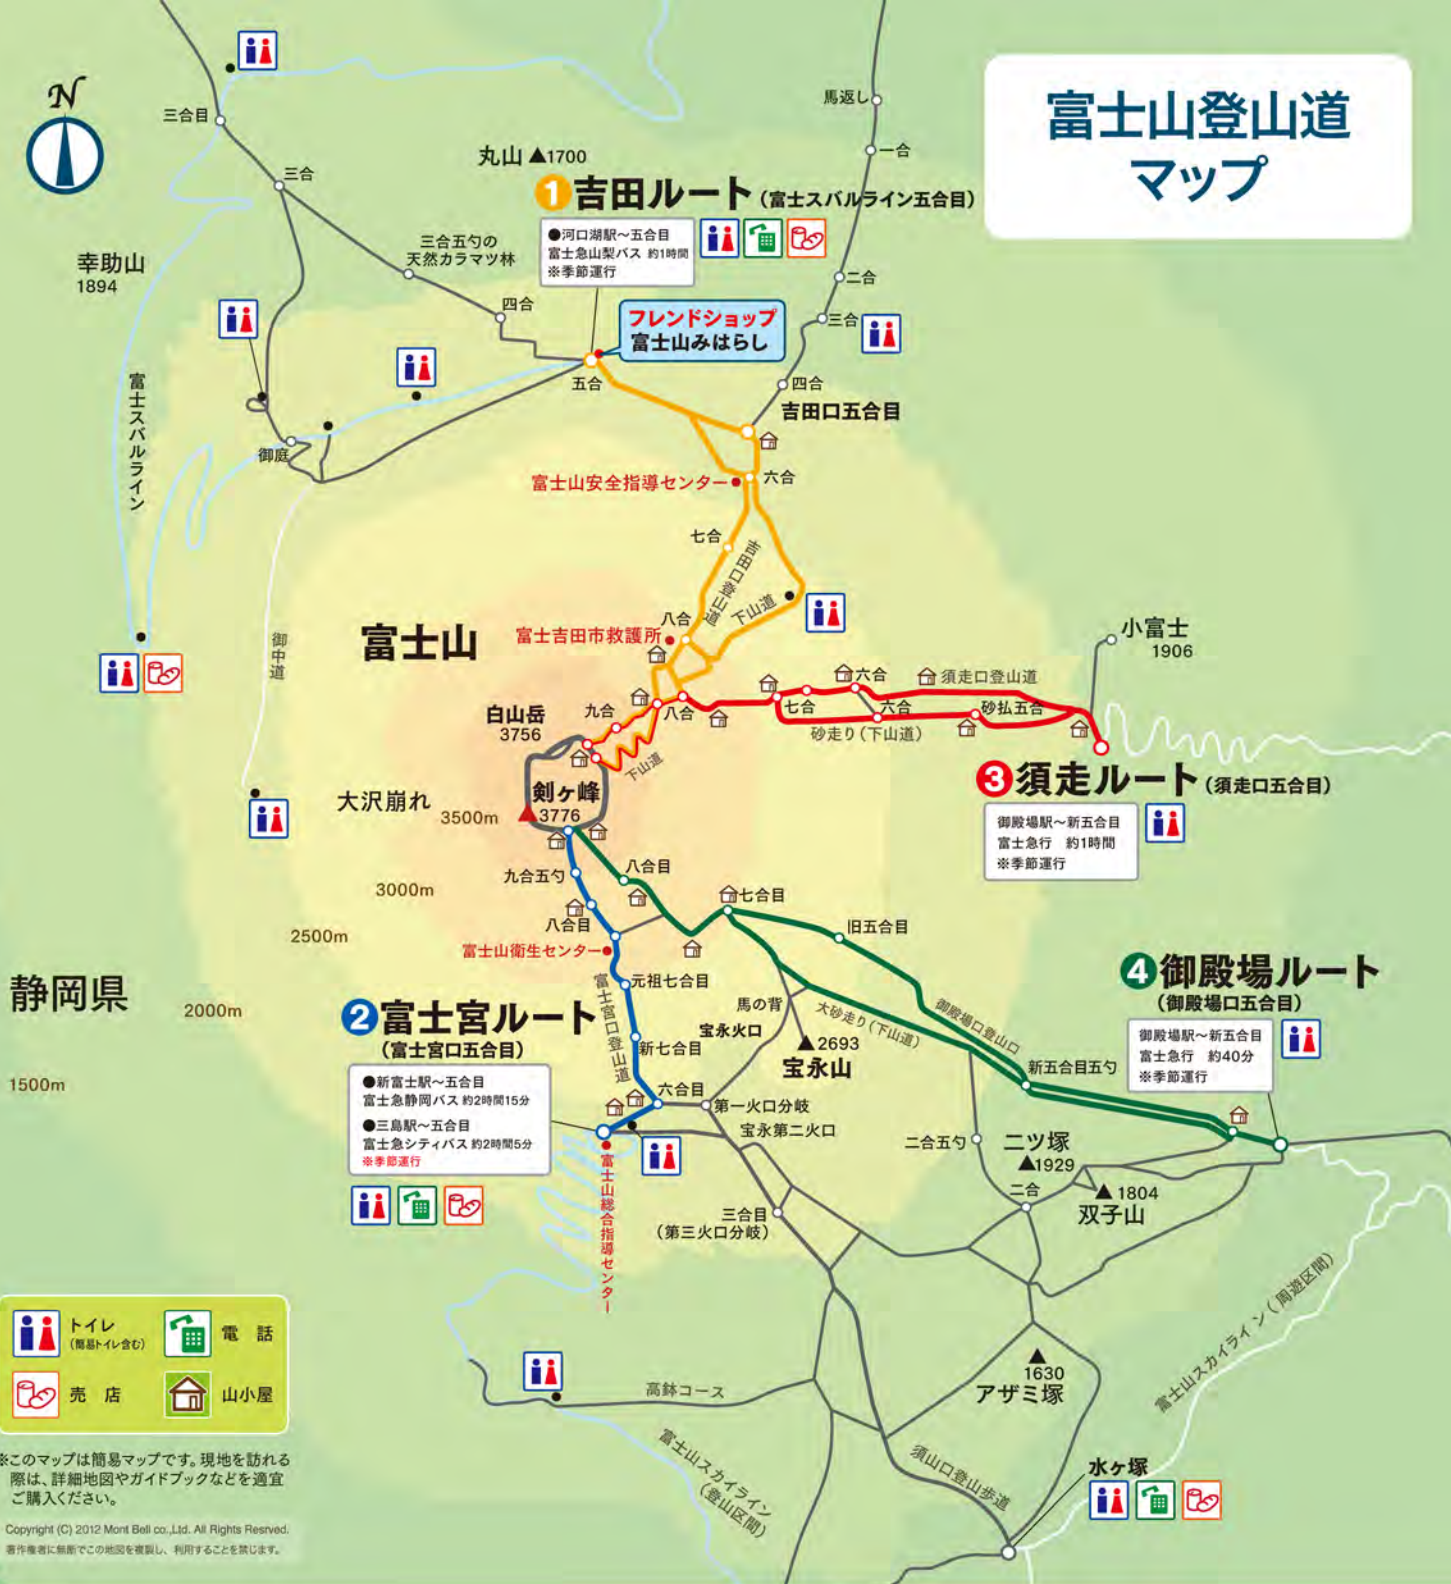 富士山登山道
マップ
N
三合目
三合
丸山 ▲1700
馬返し
一合
①吉田ルート(富士スバルライン五合目)
●河口湖駅〜五合目
富士急山梨バス 約1時間
※季節運行
三合五勺の
天然カラマツ林
幸助山
1894
二合
四合
三合
フレンドショップ
富士山みはらし
五合
四合
吉田口五合目
富士スバルライン
御庭
富士山安全指導センター
六合
七合
吉田口登山道
下山道
八合
富士吉田市救護所
富士山
御中道
小富士
1906
六合
須走口登山道
白山岳
3756
九合
八合
七合
六合
砂払五合
砂走り(下山道)
下山道
③須走ルート(須走口五合目)
御殿場駅〜新五合目
富士急行 約1時間
※季節運行
剣ヶ峰
▲3776
大沢崩れ
3500m
3000m
2500m
2000m
1500m
静岡県
九合五勺
八合目
八合目
七合目
旧五合目
富士山衛生センター
元祖七合目
④御殿場ルート
(御殿場口五合目)
御殿場駅〜新五合目
富士急行 約40分
※季節運行
馬の背
大砂走り(下山道)
御殿場口登山口
宝永火口
▲2693
宝永山
②富士宮ルート
(富士宮口五合目)
●新富士駅〜五合目
富士急静岡バス 約2時間15分
●三島駅〜五合目
富士急シティバス 約2時間5分
※季節運行
富士宮口登山道
新七合目
新五合目五勺
六合目
第一火口分岐
宝永第二火口
二合五勺
二ツ塚
▲1929
二合
▲1804
双子山
富士山総合指導センター
三合目
(第三火口分岐)
富士山スカイライン(周遊区間)
▲
1630
アザミ塚
高鉢コース
富士山スカイライン
(登山区間)
須山口登山歩道
水ヶ塚
トイレ
(簡易トイレ含む)
電 話
売 店
山小屋
※このマップは簡易マップです。現地を訪れる
際は、詳細地図やガイドブックなどを適宜
ご購入ください。
Copyright (C) 2012 Mont Bell co.,Ltd. All Rights Resrved.
著作権者に無断でこの地図を複製し、利用することを禁じます。